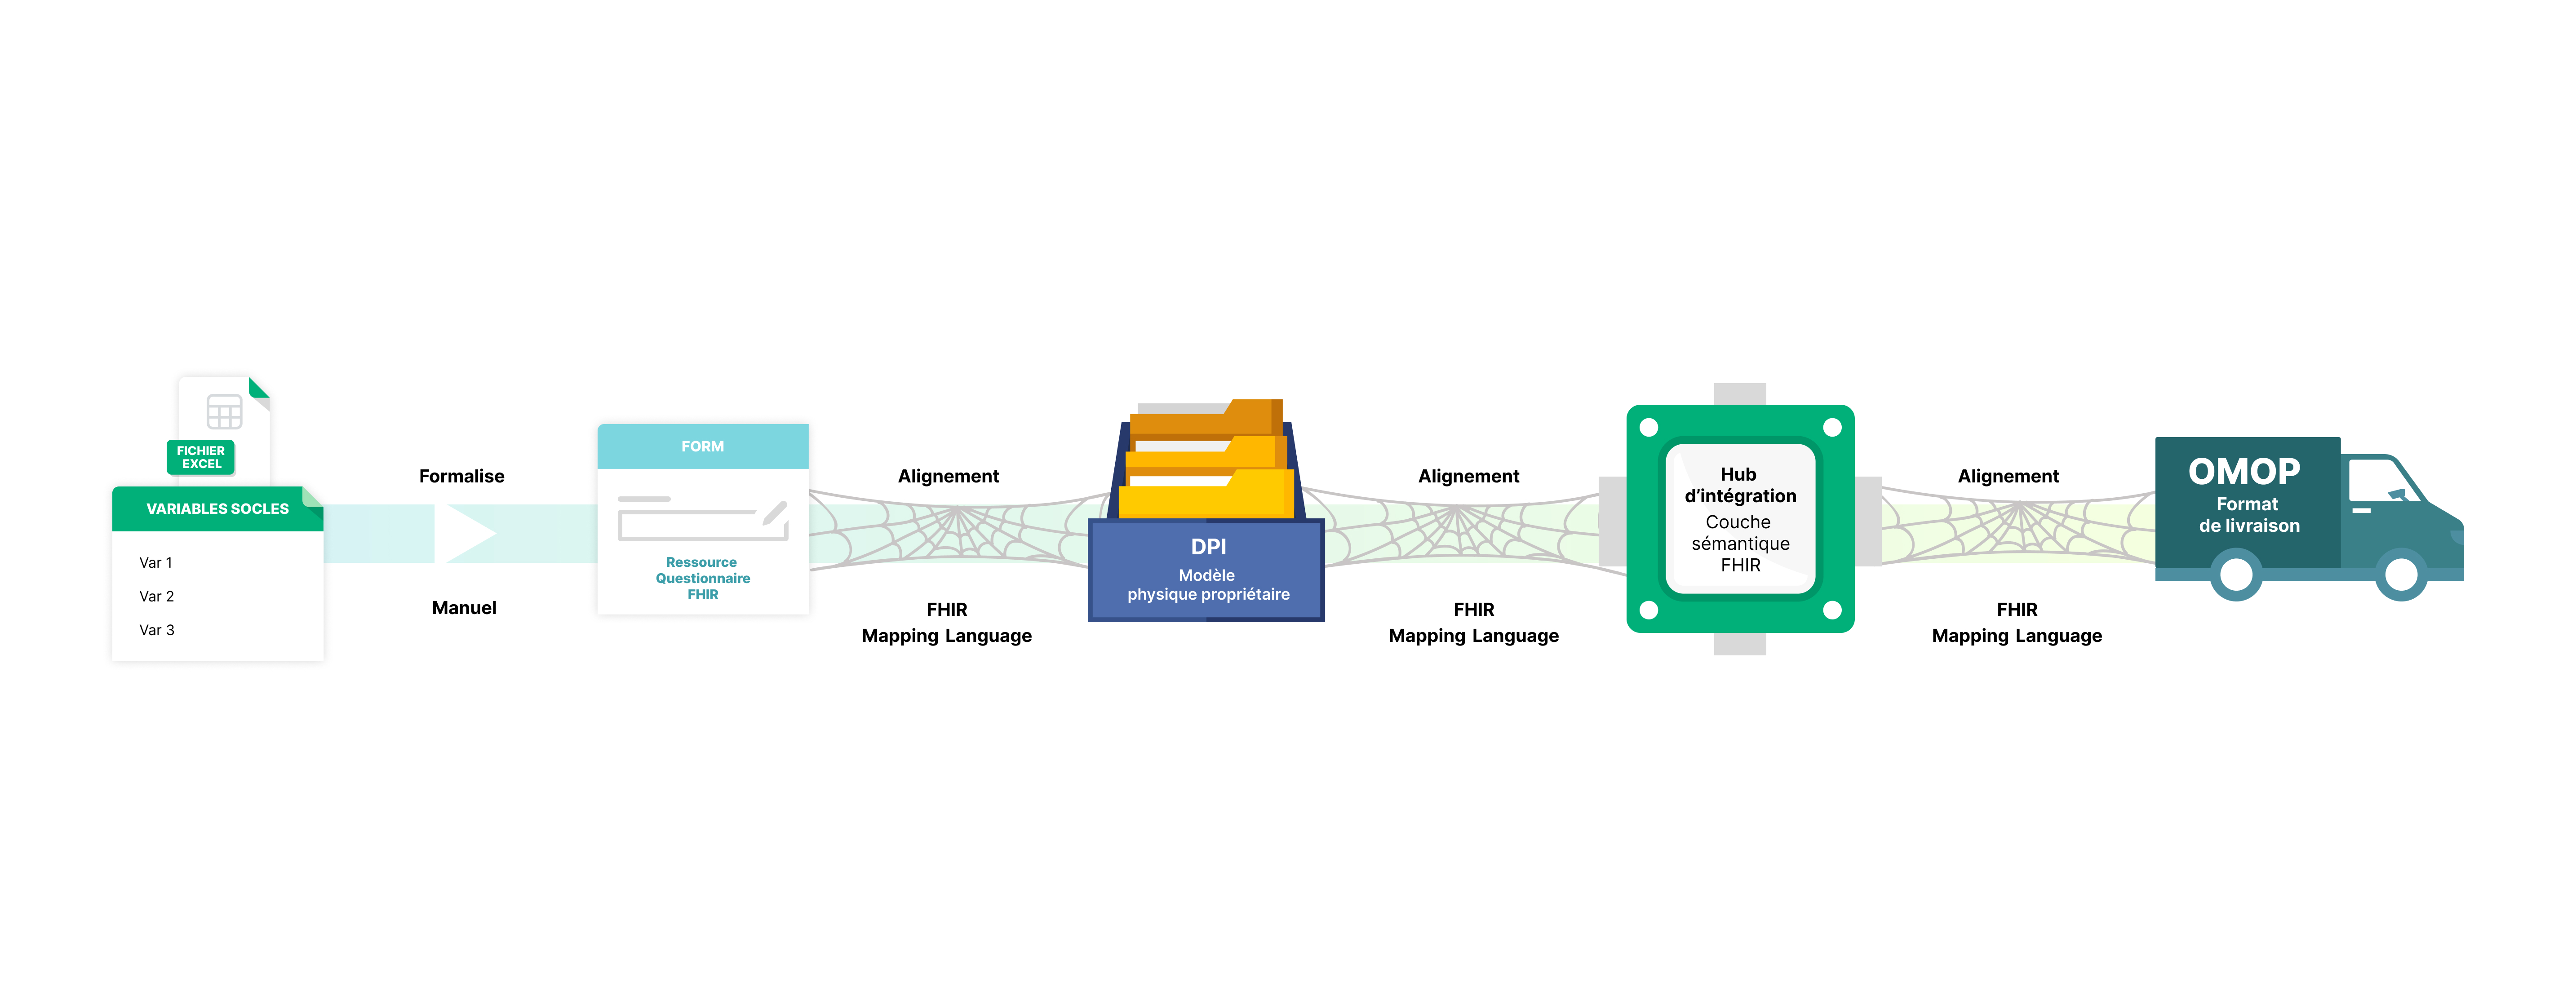 FICHIER
EXCEL
VARIABLES SOCLES
Var 1
Var 2
Var 3
Formalise
Manuel
FORM
Ressource
Questionnaire
FHIR
Alignement
FHIR
Mapping Language
DPI
Modèle
physique propriétaire
Alignement
FHIR
Mapping Language
Hub
d’intégration
Couche
sémantique
FHIR
Alignement
FHIR
Mapping Language
OMOP
Format
de livraison